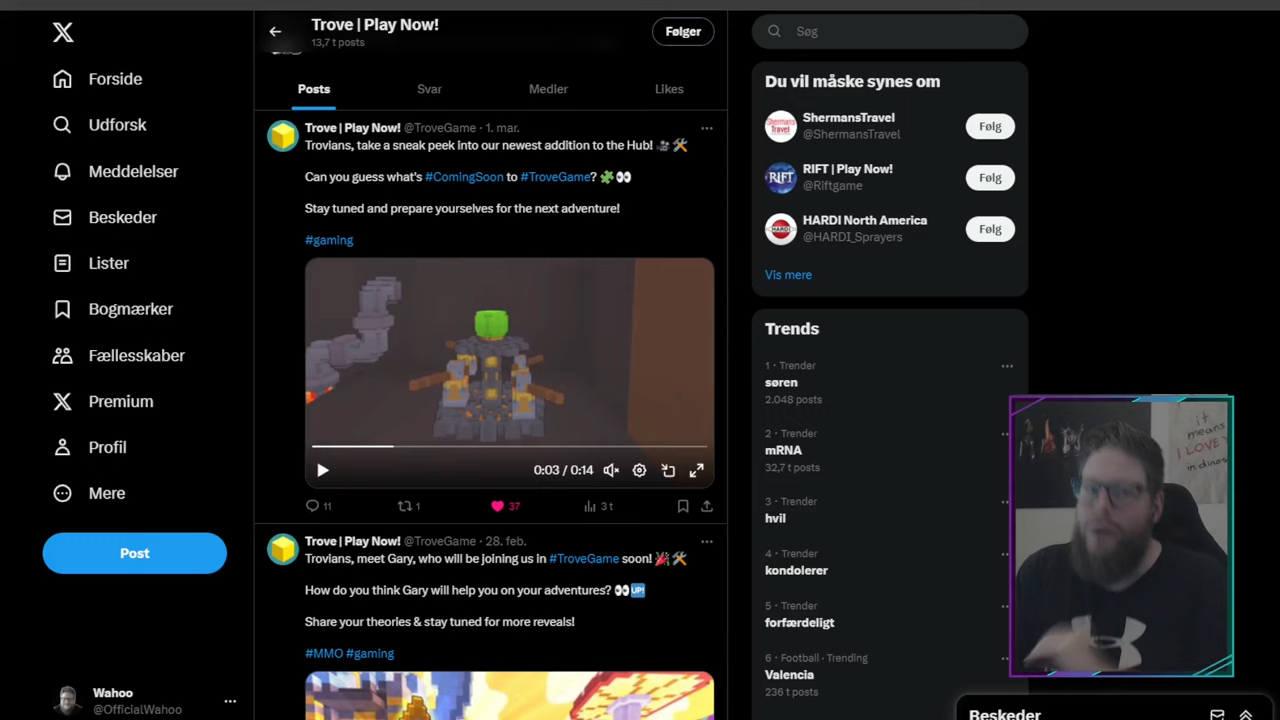 Trove | Play Now!
13,7 t posts
Følger
Posts
Svar
Medler
Likes
Forside
Udforsk
Meddelelser
Beskeder
Lister
Bogmærker
Fællesskaber
Premium
Profil
Mere
Post
Wahoo
@OfficialWahoo
Trove | Play Now! @TroveGame · 1. mar.
Trovians, take a sneak peek into our newest addition to the Hub!
Can you guess what's #ComingSoon to #TroveGame?
Stay tuned and prepare yourselves for the next adventure!
#gaming
0:03 / 0:14
11
1
37
3 t
Trove | Play Now! @TroveGame · 28. feb.
Trovians, meet Gary, who will be joining us in #TroveGame soon!
How do you think Gary will help you on your adventures? UP!
Share your theories & stay tuned for more reveals!
#MMO #gaming
Søg
Du vil måske synes om
ShermansTravel
@ShermansTravel
Følg
RIFT | Play Now!
@Riftgame
Følg
HARDI North America
@HARDI_Sprayers
Følg
Vis mere
Trends
1 · Trender
søren
2.048 posts
2 · Trender
mRNA
32,7 t posts
3 · Trender
hvil
4 · Trender
kondolerer
5 · Trender
forfærdeligt
6 · Football · Trending
Valencia
236 t posts
it
means
I LOVE
in dinos
Beskeder